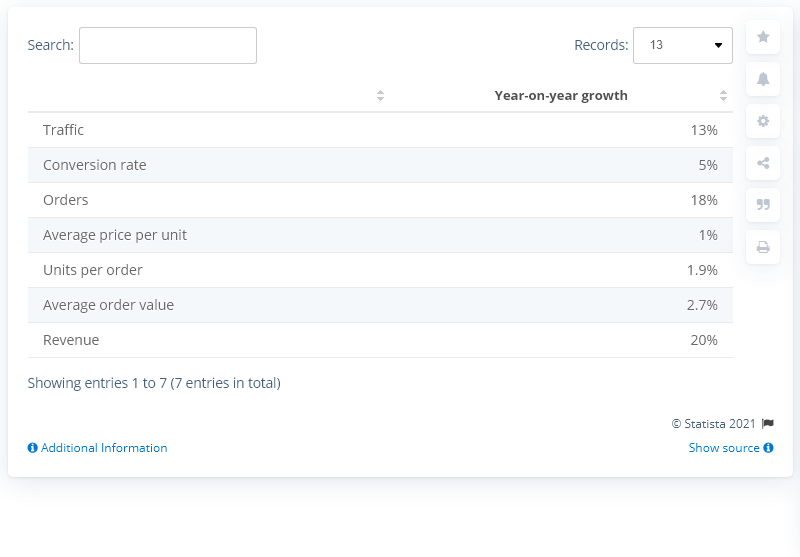 Search:
Records: 13
Year-on-year growth
Traffic 13%
Conversion rate 5%
Orders 18%
Average price per unit 1%
Units per order 1.9%
Average order value 2.7%
Revenue 20%
Showing entries 1 to 7 (7 entries in total)
© Statista 2021
Additional Information Show source